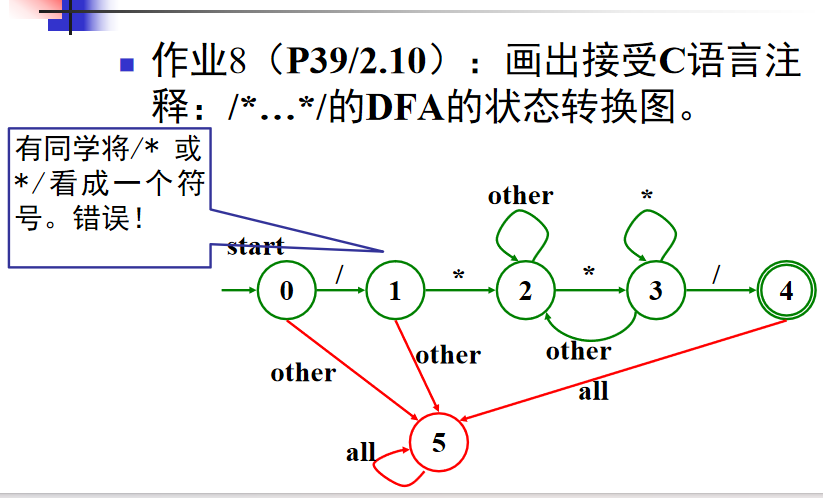 作业8（P39/2.10）：画出接受C语言注
释：/*…*/的DFA的状态转换图。
有同学将/* 或
*/看成一个符
号。错误！
start
other
*
0
/
1
*
2
*
3
/
4
other
other
other
all
all
5